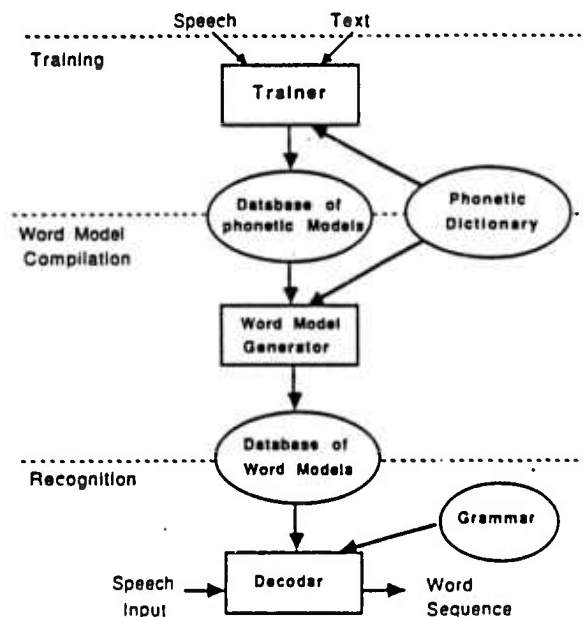 Speech Text
Training
Trainer
Database of
phonetic Models
Phonetic
Dictionary
Word Model
Compilation
Word Model
Generator
Database of
Word Models
Recognition
Grammar
Speech
Input
Decoder
Word
Sequence